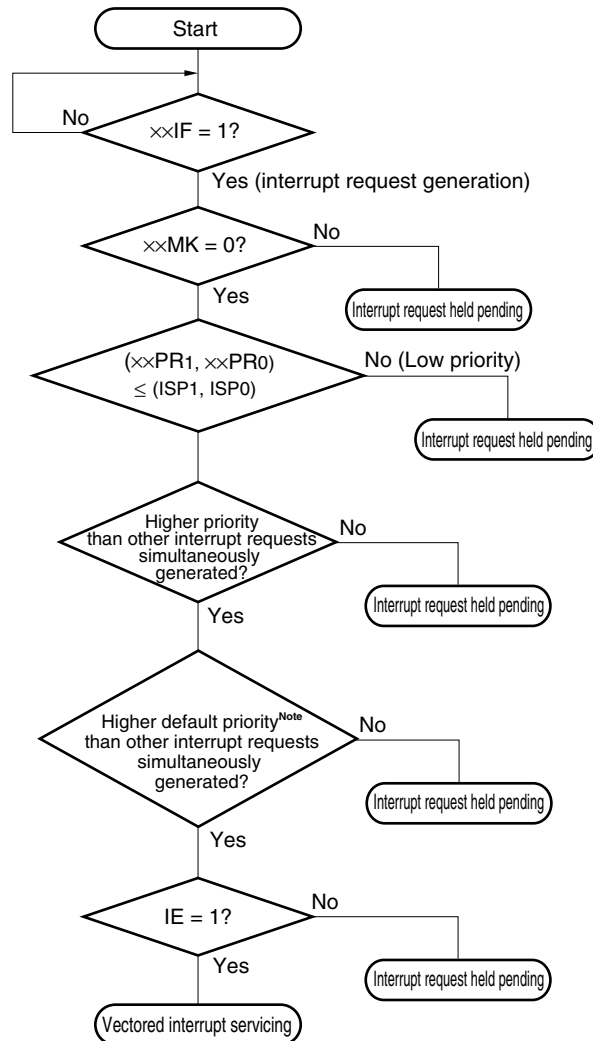 Start
No
××IF = 1?
Yes (interrupt request generation)
No
××MK = 0?
Yes
Interrupt request held pending
(××PR1, ××PR0)
≤ (ISP1, ISP0)
No (Low priority)
Interrupt request held pending
Higher priority
than other interrupt requests
simultaneously
generated?
No
Interrupt request held pending
Yes
Higher default priorityNote
than other interrupt requests
simultaneously
generated?
No
Interrupt request held pending
Yes
IE = 1?
No
Yes
Interrupt request held pending
Vectored interrupt servicing